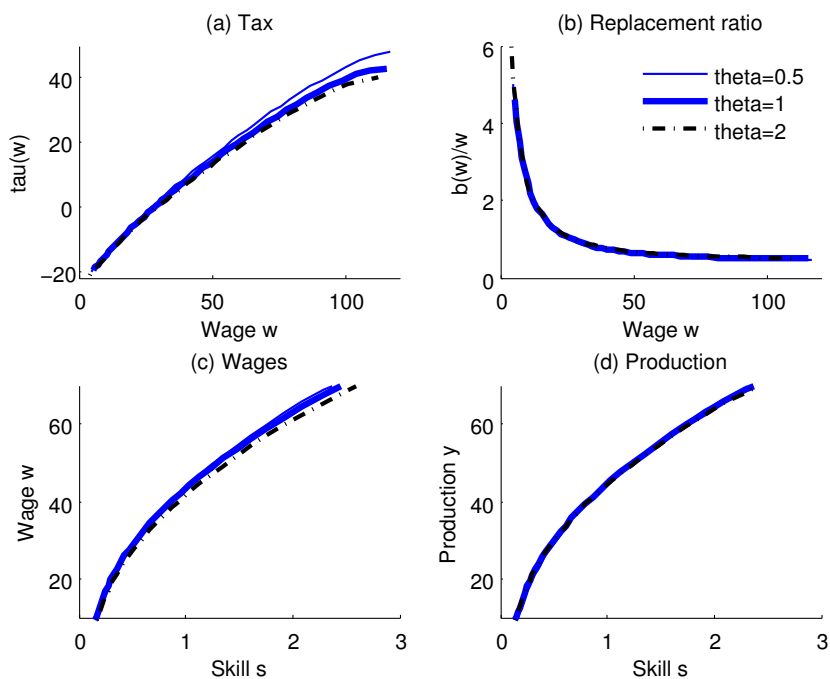 (a) Tax
tau(w)
40
20
0
−20
0
50
100
Wage w
(b) Replacement ratio
b(w)/w
6
4
2
0
theta=0.5
theta=1
theta=2
0
50
100
Wage w
(c) Wages
Wage w
60
40
20
0
1
2
3
Skill s
(d) Production
Production y
60
40
20
0
1
2
3
Skill s